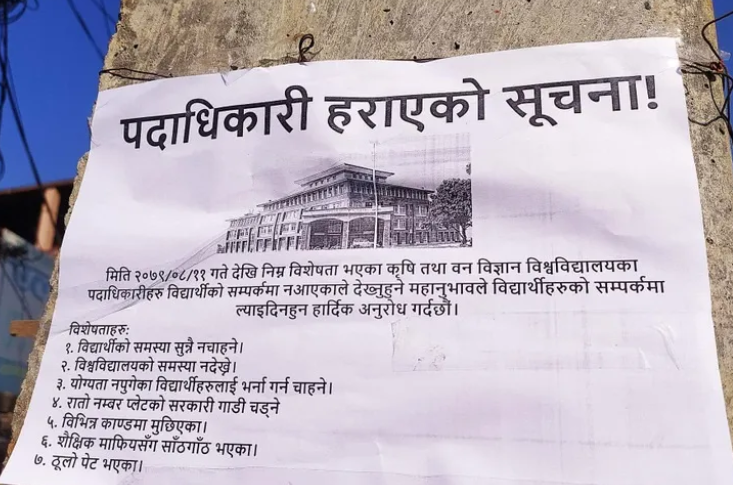 पदाधिकारी हराएको सूचना!
मिति २०७९/०८/११ गते देखि निम्न विशेषता भएका कृषि तथा वन विज्ञान विश्वविद्यालयका
पदाधिकारीहरु विद्यार्थीको सम्पर्कमा नआएकाले देख्नुहुने महानुभावले विद्यार्थीहरुको सम्पर्कमा
ल्याइदिनहुन हार्दिक अनुरोध गर्दछौं।
विशेषताहरु:
१. विद्यार्थीको समस्या सुन्नै नचाहने।
२. विश्वविद्यालयको समस्या नदेख्ने।
३. योग्यता नपुगेका विद्यार्थीहरुलाई भर्ना गर्न चाहने।
४. रातो नम्बर प्लेटको सरकारी गाडी चड्ने
५. विभिन्न काण्डमा मुछिएका।
६. शैक्षिक माफियासँग साँठगाँठ भएका।
७. ठूलो पेट भएका।